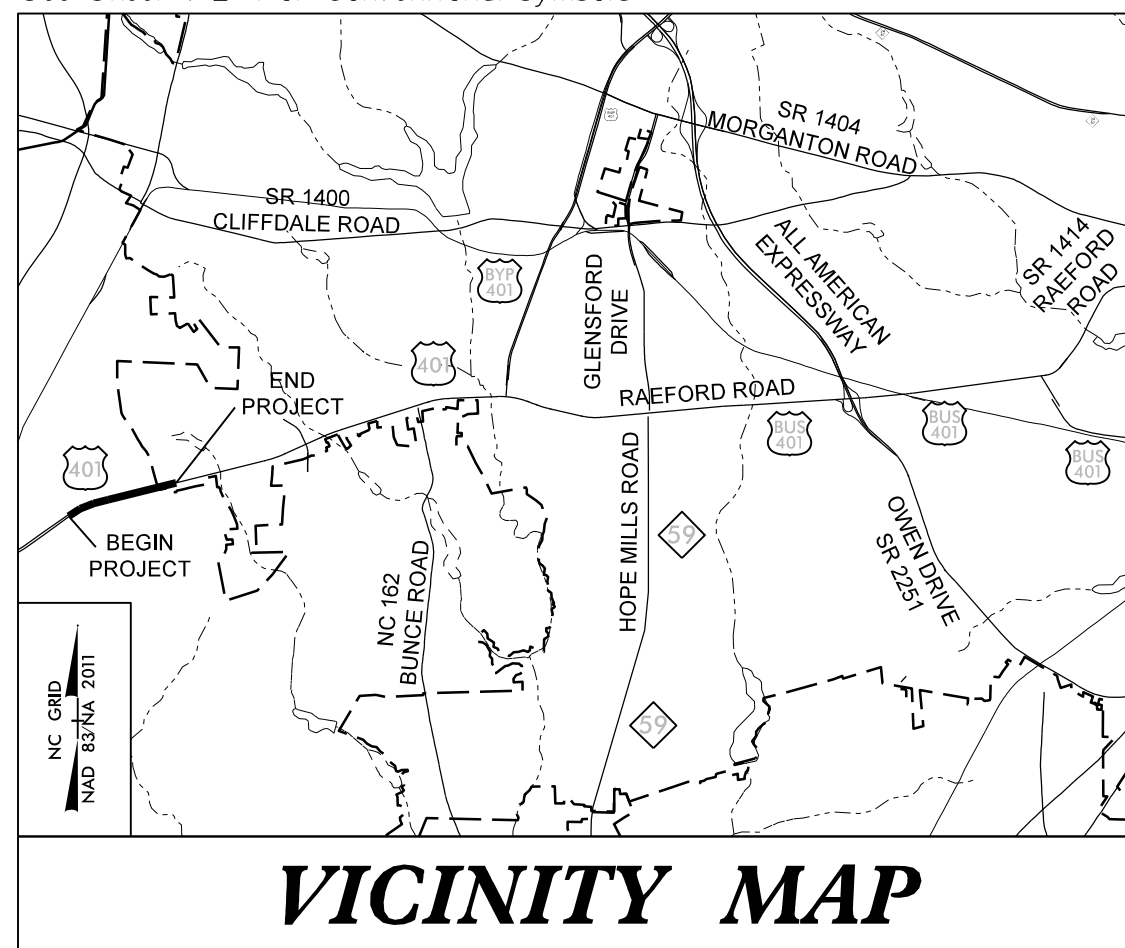 SR 1404
MORGANTON ROAD
SR 1400
CLIFFDALE ROAD
BYP
401
GLENSFORD
DRIVE
ALL AMERICAN
EXPRESSWAY
SR 1414
RAEFORD
ROAD
401
END
PROJECT
RAEFORD ROAD
BUS
401
BUS
401
BUS
401
401
BEGIN
PROJECT
NC 162
BUNCE ROAD
HOPE MILLS ROAD
59
OWEN DRIVE
SR 2251
59
NC GRID
NAD 83/NA 2011
VICINITY MAP